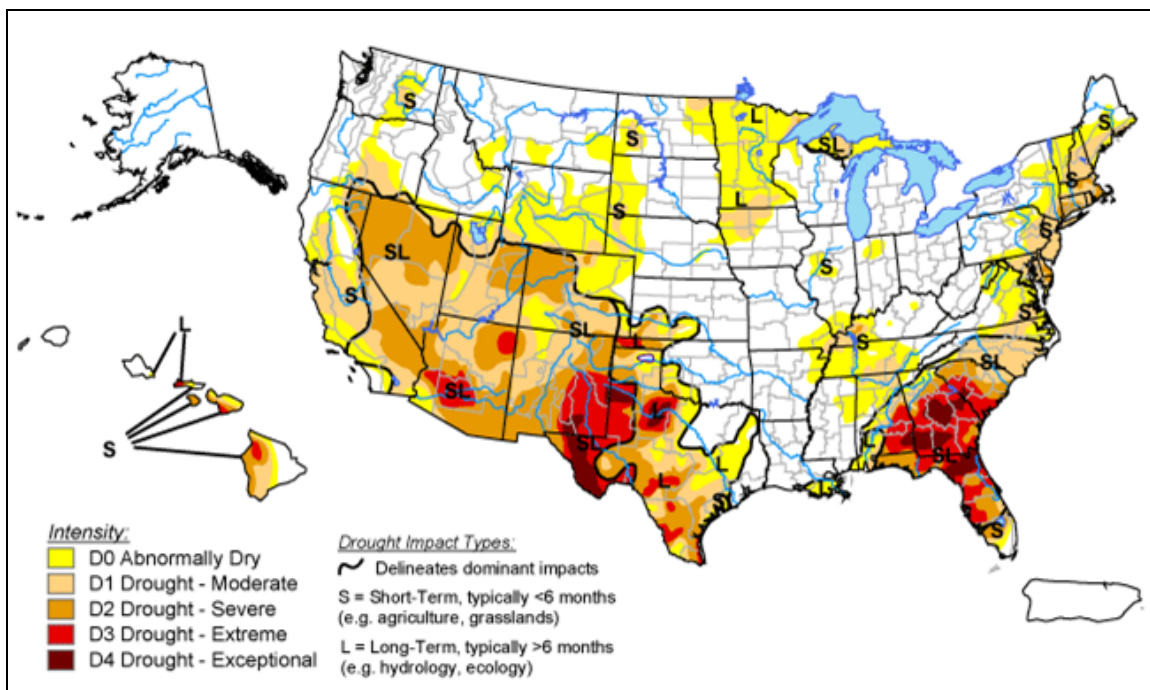 S
L
L
S
SL
S
S
L
S
SL
S
S
SL
S
S
S
S
SL
SL
SL
L
L
SL
L
SL
L
L
S
S
L
S
Intensity:
D0 Abnormally Dry
D1 Drought - Moderate
D2 Drought - Severe
D3 Drought - Extreme
D4 Drought - Exceptional
Drought Impact Types:
Delineates dominant impacts
S = Short-Term, typically <6 months
(e.g. agriculture, grasslands)
L = Long-Term, typically >6 months
(e.g. hydrology, ecology)